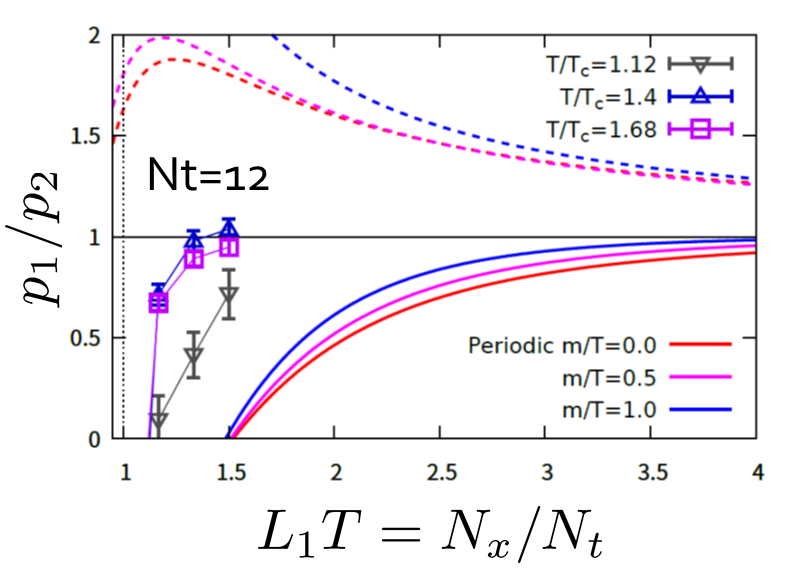 2
1.5
1
0.5
0
p₁/p₂
Nt=12
T/Tc=1.12
T/Tc=1.4
T/Tc=1.68
Periodic m/T=0.0
m/T=0.5
m/T=1.0
1 1.5 2 2.5 3 3.5 4
L₁T = Nₓ/Nₜ